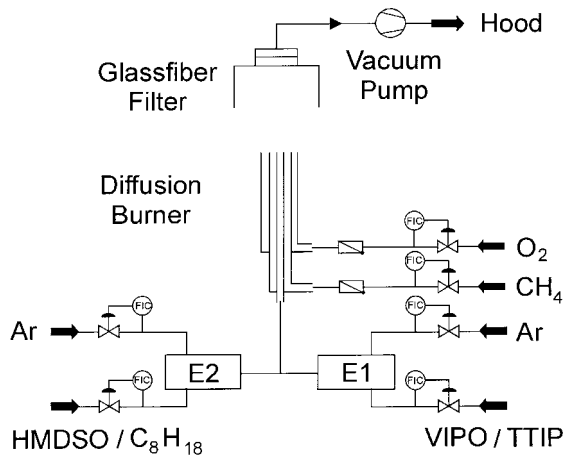 Hood
Glassfiber
Filter
Vacuum
Pump
Diffusion
Burner
FIC
O₂
FIC
CH₄
Ar
FIC
FIC
Ar
E2
E1
FIC
FIC
HMDSO / C₈H₁₈
VIPO / TTIP